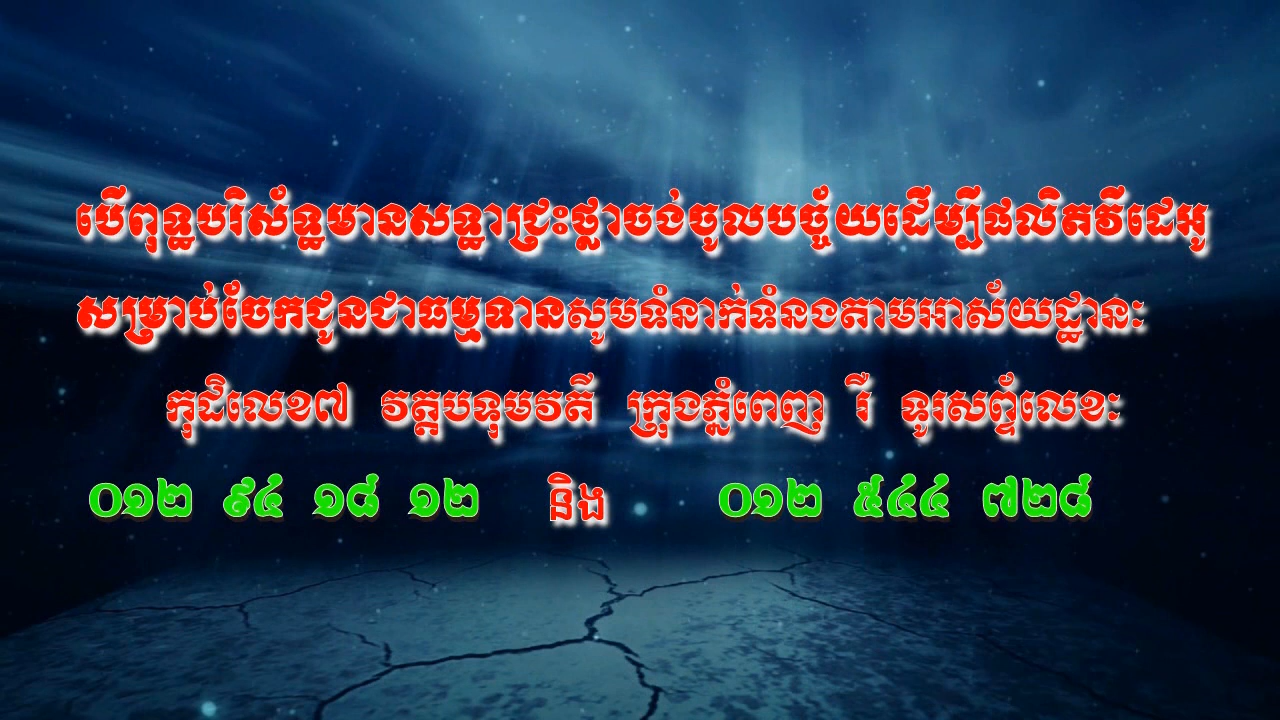 បើពុទ្ធបរិស័ទ្ធមានសទ្ធាជ្រះថ្លាចង់ចូលបច្ច័យដើម្បីផលិតវីដេអូ
សម្រាប់ចែកជូនជាធម្មទានសូមទំនាក់ទំនងតាមអាស័យដ្ឋានៈ
កុដិលេខ៧ វត្តបទុមវតី ក្រុងភ្នំពេញ រឺ ទូរសព្ទ័លេខៈ
០១២ ៩៤ ១៨ ១២ និង ០១២ ៥៤៤ ៧២៨